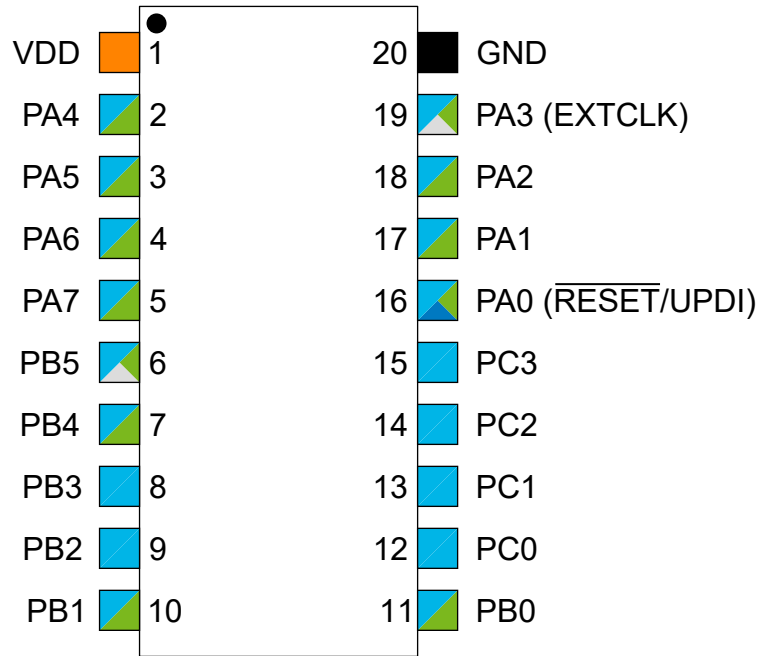 VDD 1 20 GND
PA4 2 19 PA3 (EXTCLK)
PA5 3 18 PA2
PA6 4 17 PA1
PA7 5 16 PA0 (RESET/UPDI)
PB5 6 15 PC3
PB4 7 14 PC2
PB3 8 13 PC1
PB2 9 12 PC0
PB1 10 11 PB0